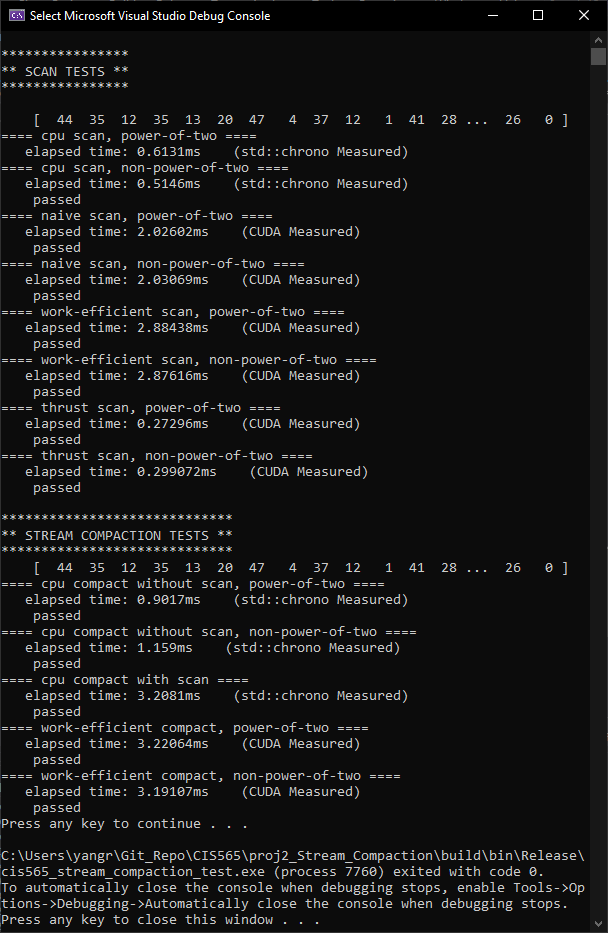 Select Microsoft Visual Studio Debug Console
****************
** SCAN TESTS **
****************
    [  44  35  12  35  13  20  47   4  37  12   1  41  28 ...  26   0 ]
==== cpu scan, power-of-two ====
   elapsed time: 0.6131ms    (std::chrono Measured)
==== cpu scan, non-power-of-two ====
   elapsed time: 0.5146ms    (std::chrono Measured)
    passed
==== naive scan, power-of-two ====
   elapsed time: 2.02602ms    (CUDA Measured)
    passed
==== naive scan, non-power-of-two ====
   elapsed time: 2.03069ms    (CUDA Measured)
    passed
==== work-efficient scan, power-of-two ====
   elapsed time: 2.88438ms    (CUDA Measured)
    passed
==== work-efficient scan, non-power-of-two ====
   elapsed time: 2.87616ms    (CUDA Measured)
    passed
==== thrust scan, power-of-two ====
   elapsed time: 0.27296ms    (CUDA Measured)
    passed
==== thrust scan, non-power-of-two ====
   elapsed time: 0.299072ms    (CUDA Measured)
    passed
*****************************
** STREAM COMPACTION TESTS **
*****************************
    [  44  35  12  35  13  20  47   4  37  12   1  41  28 ...  26   0 ]
==== cpu compact without scan, power-of-two ====
   elapsed time: 0.9017ms    (std::chrono Measured)
    passed
==== cpu compact without scan, non-power-of-two ====
   elapsed time: 1.159ms    (std::chrono Measured)
    passed
==== cpu compact with scan ====
   elapsed time: 3.2081ms    (std::chrono Measured)
    passed
==== work-efficient compact, power-of-two ====
   elapsed time: 3.22064ms    (CUDA Measured)
    passed
==== work-efficient compact, non-power-of-two ====
   elapsed time: 3.19107ms    (CUDA Measured)
    passed
Press any key to continue . . .
C:\Users\yangr\Git_Repo\CIS565\proj2_Stream_Compaction\build\bin\Release\
cis565_stream_compaction_test.exe (process 7760) exited with code 0.
To automatically close the console when debugging stops, enable Tools->Op
tions->Debugging->Automatically close the console when debugging stops.
Press any key to close this window . . .